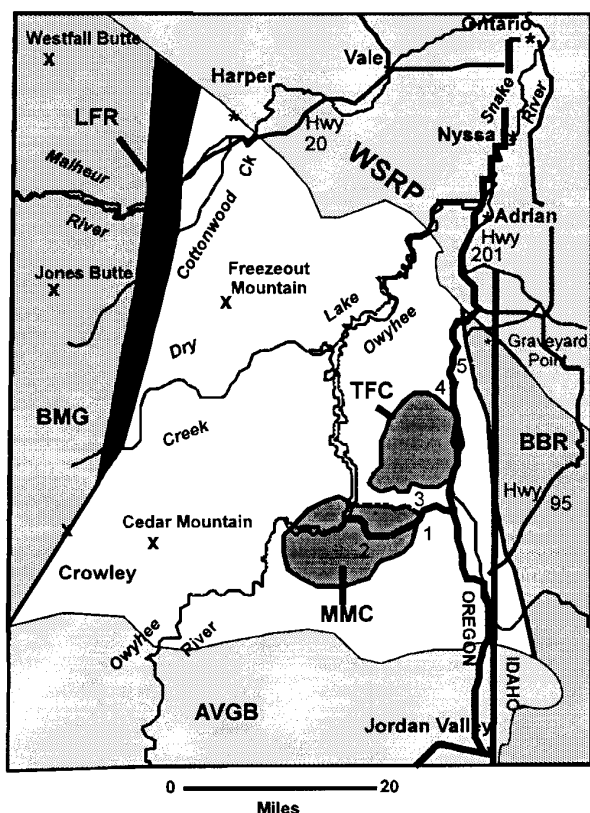 Ontario
Westfall Butte
Vale
Harper
Snake
River
LFR
Hwy
20
Nyssa
WSRP
Malheur
River
Ck
Cottonwood
Adrian
Hwy
201
Jones Butte
Freezeout
Mountain
Lake
Owyhee
Dry
Creek
Graveyard
Point
5
4
TFC
BMG
BBR
Hwy
95
3
1
2
Cedar Mountain
Crowley
MMC
Owyhee
River
OREGON
IDAHO
AVGB
Jordan Valley
0 20
Miles